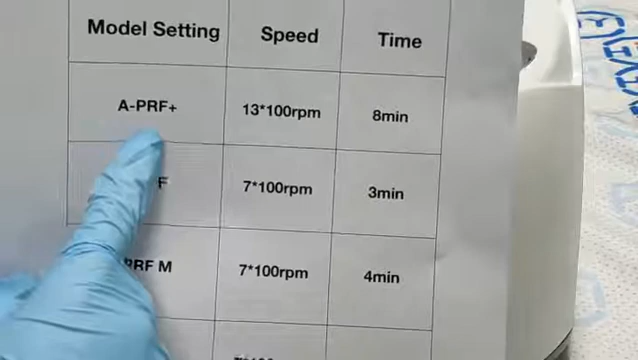 Model Setting Speed Time
A-PRF+ 13*100rpm 8min
F 7*100rpm 3min
PRF M 7*100rpm 4min